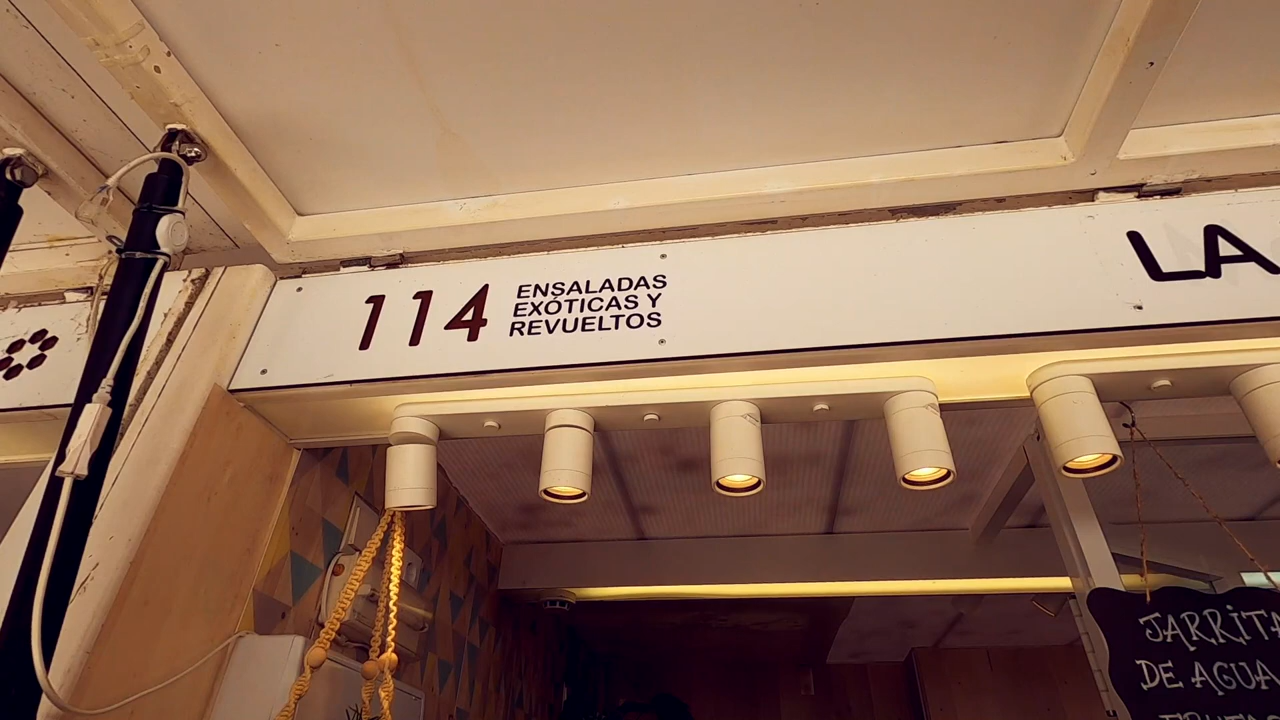 114
ENSALADAS
EXÓTICAS Y
REVUELTOS
LA
JARRITA
DE AGUA